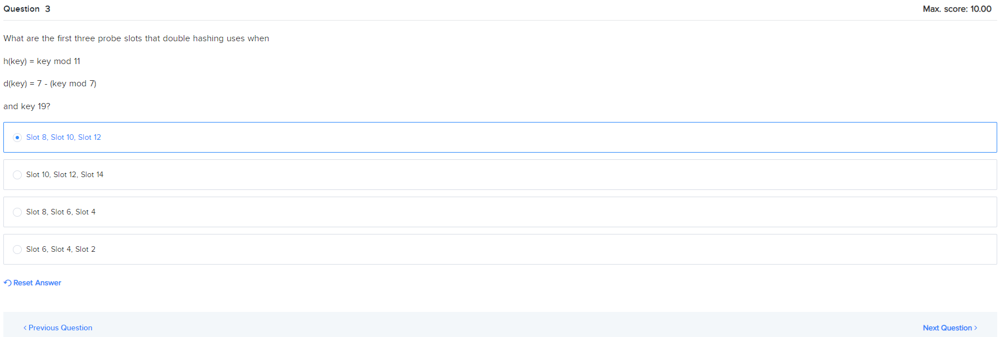 Question 3
Max. score: 10.00
What are the first three probe slots that double hashing uses when
h(key) = key mod 11
d(key) = 7 - (key mod 7)
and key 19?
Slot 8, Slot 10, Slot 12
Slot 10, Slot 12, Slot 14
Slot 8, Slot 6, Slot 4
Slot 6, Slot 4, Slot 2
Reset Answer
‹ Previous Question
Next Question ›